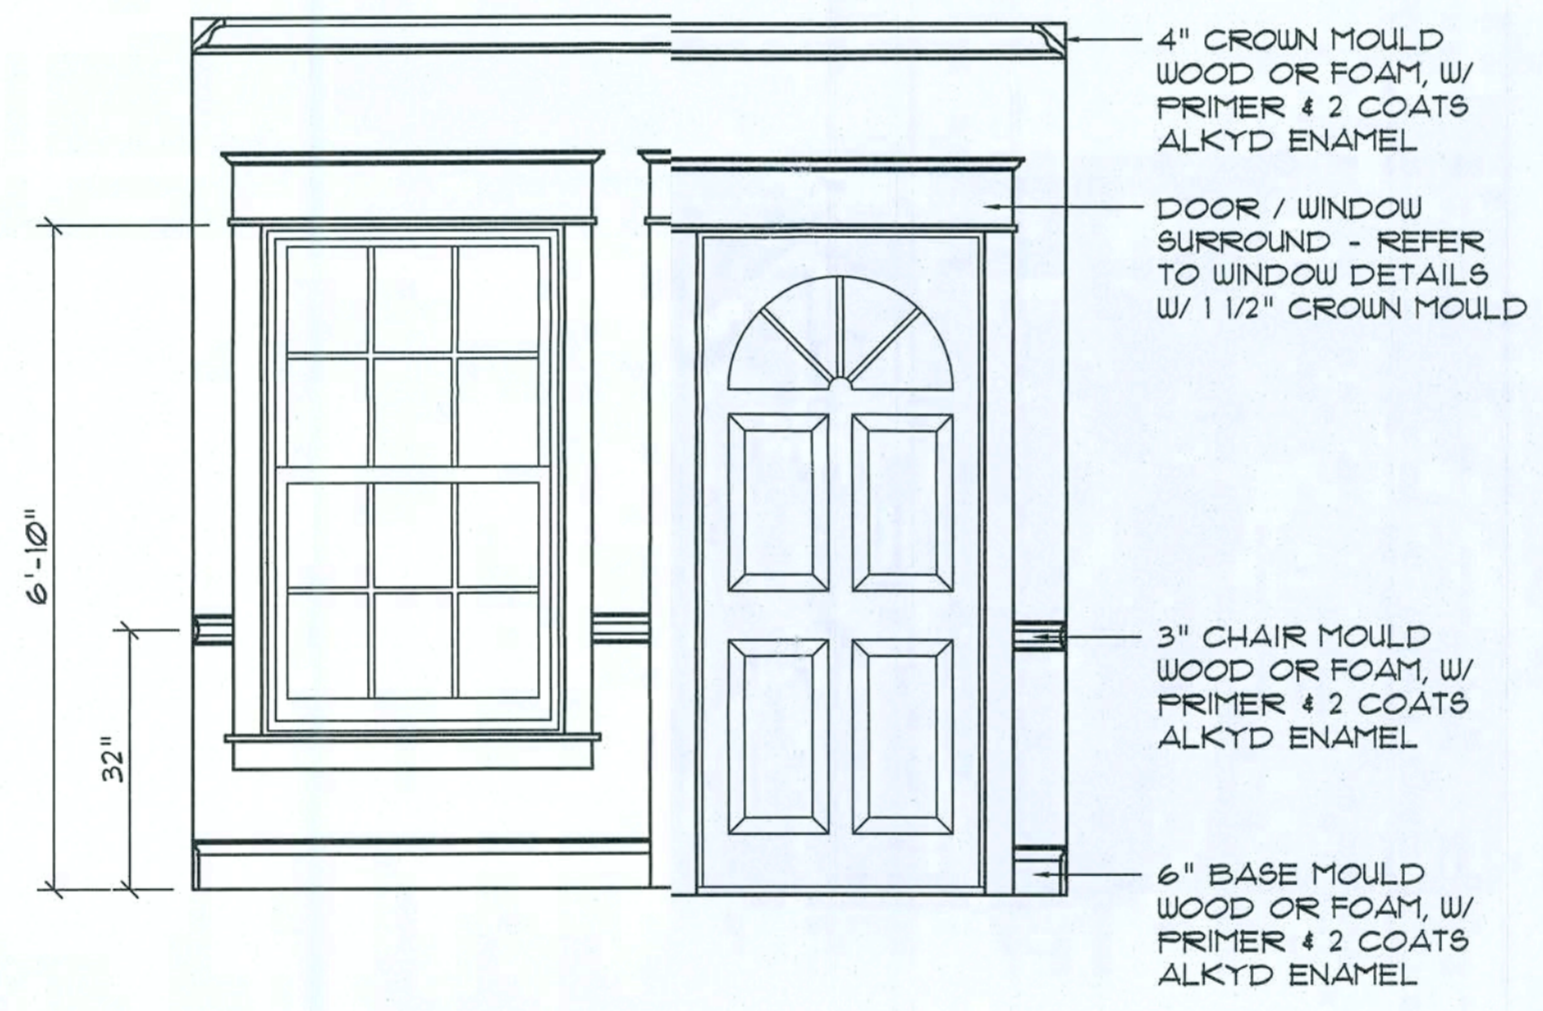 4" CROWN MOULD
WOOD OR FOAM, W/
PRIMER & 2 COATS
ALKYD ENAMEL
DOOR / WINDOW
SURROUND - REFER
TO WINDOW DETAILS
W/ 1 1/2" CROWN MOULD
6'-10"
32"
3" CHAIR MOULD
WOOD OR FOAM, W/
PRIMER & 2 COATS
ALKYD ENAMEL
6" BASE MOULD
WOOD OR FOAM, W/
PRIMER & 2 COATS
ALKYD ENAMEL